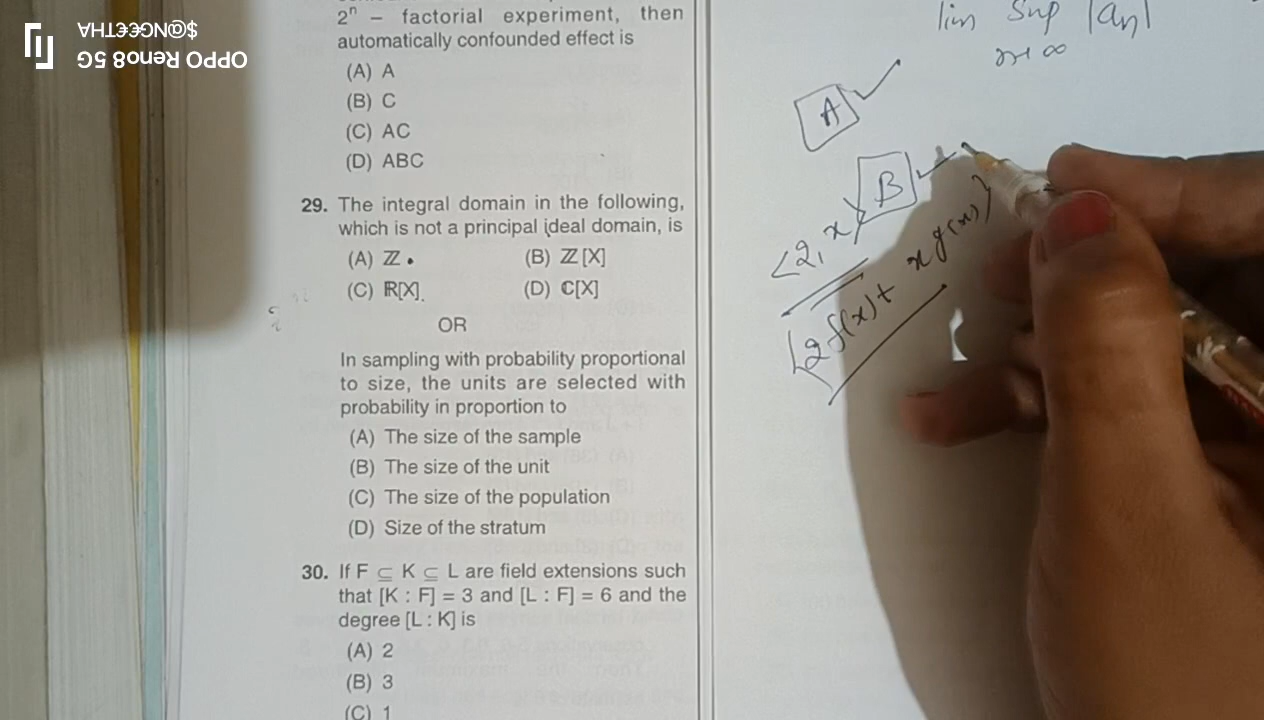 $@NGEETHA
OPPO Reno8 5G
2ⁿ – factorial experiment, then
automatically confounded effect is
(A) A
(B) C
(C) AC
(D) ABC
29. The integral domain in the following,
which is not a principal ideal domain, is
(A) ℤ
(B) ℤ[X]
(C) ℝ[X]
(D) ℂ[X]
OR
In sampling with probability proportional
to size, the units are selected with
probability in proportion to
(A) The size of the sample
(B) The size of the unit
(C) The size of the population
(D) Size of the stratum
30. If F ⊆ K ⊆ L are field extensions such
that [K : F] = 3 and [L : F] = 6 and the
degree [L : K] is
(A) 2
(B) 3
(C) 1
lim Sup |an|
n→∞
A
B
<2, x>
2f(x) + x g(x)